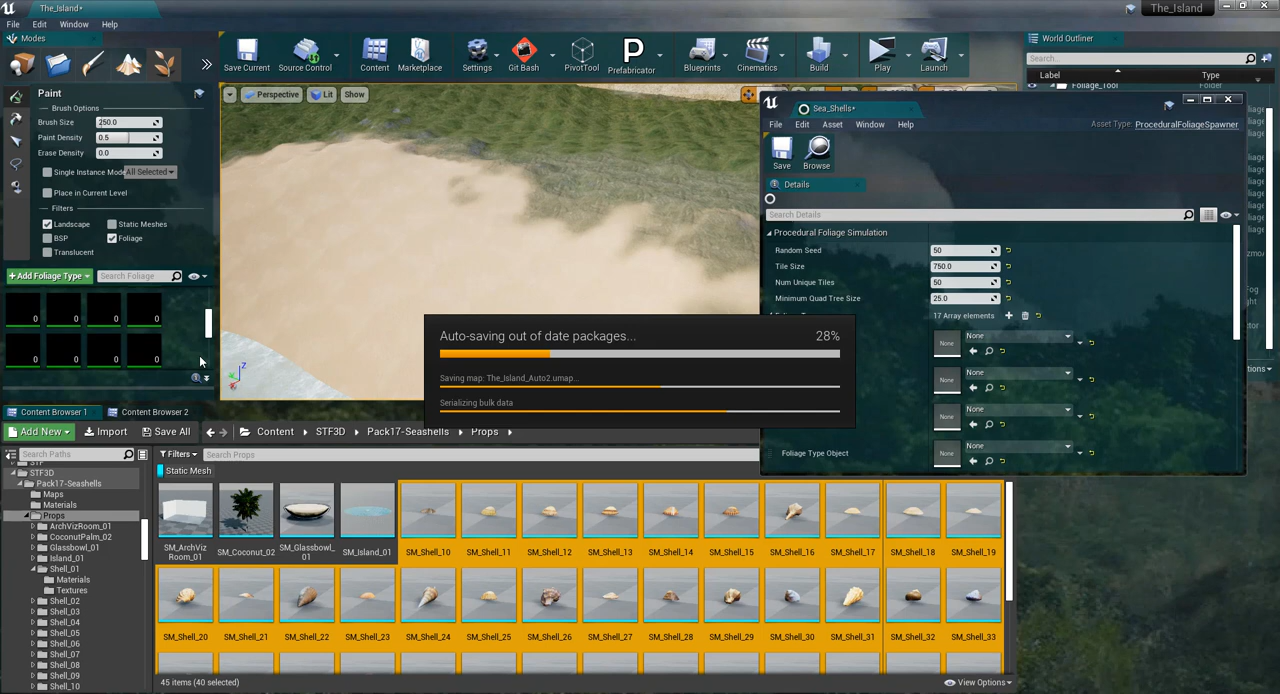 The_Island*
The_Island
File Edit Window Help
Modes
World Outliner
Save Current
Source Control
Content
Marketplace
Settings
Git Bash
PivotTool
Prefabricator
Blueprints
Cinematics
Build
Play
Launch
Search...
Label
Type
Foliage_Tool
Folder
Paint
Brush Options
Brush Size 250.0
Paint Density 0.5
Erase Density 0.0
Single Instance Mode All Selected
Place in Current Level
Filters
Landscape Static Meshes
BSP Foliage
Translucent
+Add Foliage Type Search Foliage
0 0 0 0
0 0 0 0
Perspective Lit Show
Z
Sea_Shells*
File Edit Asset Window Help
Asset Type: ProceduralFoliageSpawner
Save Browse
Details
Search Details
Procedural Foliage Simulation
Random Seed 50
Tile Size 750.0
Num Unique Tiles 50
Minimum Quad Tree Size 25.0
17 Array elements
None None
None None
None None
None None
Foliage Type Object
Auto-saving out of date packages... 28%
Saving map: The_Island_Auto2.umap...
Serializing bulk data
Content Browser 1 Content Browser 2
Add New Import Save All Content STF3D Pack17-Seashells Props
Search Paths
Filters Search Props
Static Mesh
STF3D
Pack17-Seashells
Maps
Materials
Props
ArchVizRoom_01
CoconutPalm_02
Glassbowl_01
Island_01
Shell_01
Materials
Textures
Shell_02
Shell_03
Shell_04
Shell_05
Shell_06
Shell_07
Shell_08
Shell_09
Shell_10
SM_ArchViz
Room_01
SM_Coconut_02
SM_Glassbowl_
01
SM_Island_01
SM_Shell_10
SM_Shell_11
SM_Shell_12
SM_Shell_13
SM_Shell_14
SM_Shell_15
SM_Shell_16
SM_Shell_17
SM_Shell_18
SM_Shell_19
SM_Shell_20
SM_Shell_21
SM_Shell_22
SM_Shell_23
SM_Shell_24
SM_Shell_25
SM_Shell_26
SM_Shell_27
SM_Shell_28
SM_Shell_29
SM_Shell_30
SM_Shell_31
SM_Shell_32
SM_Shell_33
45 items (40 selected)
View Options